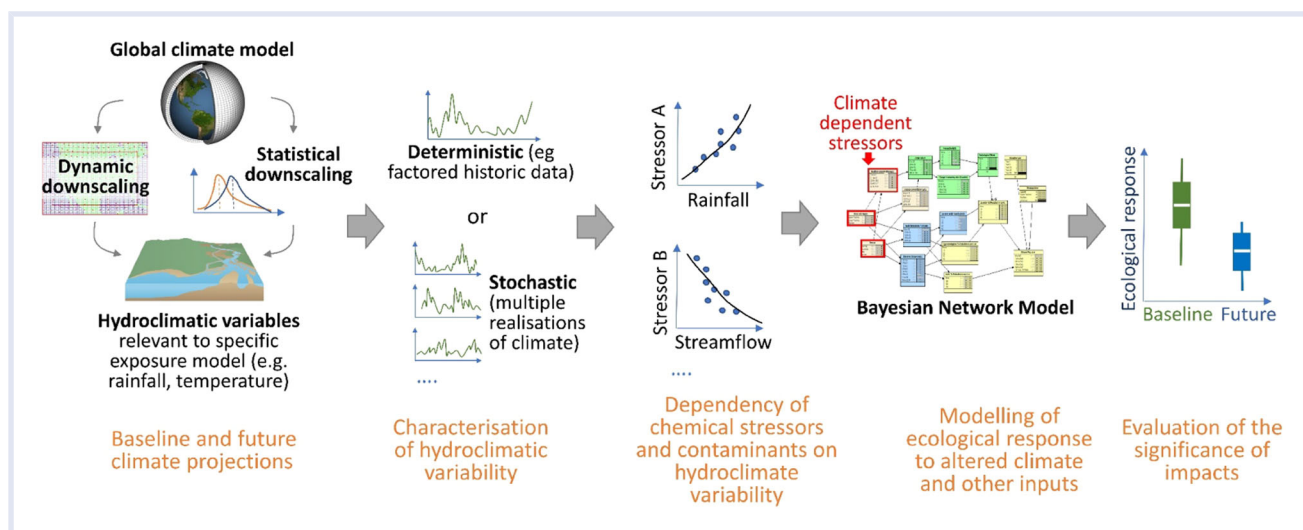 Global climate model
Dynamic
downscaling
Statistical
downscaling
Hydroclimatic variables
relevant to specific
exposure model (e.g.
rainfall, temperature)
Baseline and future
climate projections
Deterministic (eg
factored historic data)
or
Stochastic
(multiple
realisations
of climate)
....
Characterisation
of hydroclimatic
variability
Stressor A
Rainfall
Stressor B
Streamflow
....
Dependency of
chemical stressors
and contaminants on
hydroclimate
variability
Climate
dependent
stressors
Bayesian Network Model
Modelling of
ecological response
to altered climate
and other inputs
Ecological response
Baseline Future
Evaluation of the
significance of
impacts